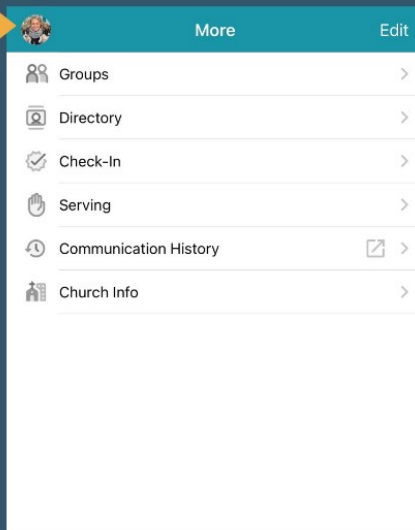 More
Edit
Groups
Directory
Check-In
Serving
Communication History
Church Info